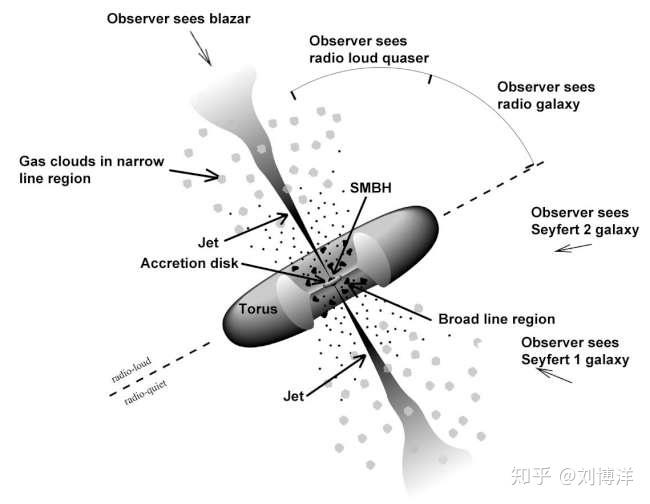 Observer sees blazar
Observer sees
radio loud quaser
Observer sees
radio galaxy
Gas clouds in narrow
line region
SMBH
Observer sees
Seyfert 2 galaxy
Jet
Accretion disk
Torus
Broad line region
Observer sees
Seyfert 1 galaxy
radio-loud
radio-quiet
Jet
知乎 @刘博洋